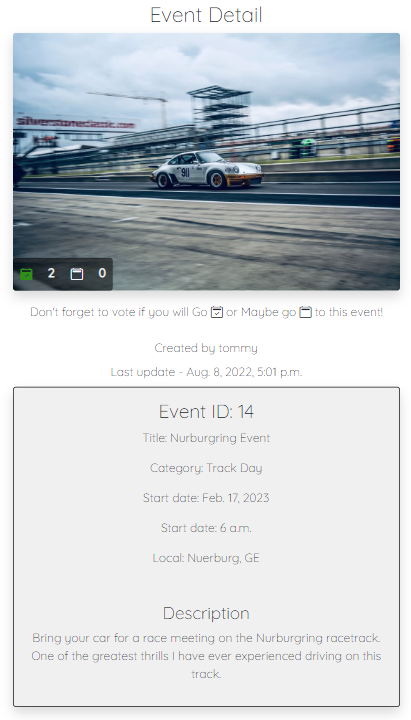 Event Detail
silverstoneclassic.com
911
2 0
Don't forget to vote if you will Go or Maybe go to this event!
Created by tommy
Last update - Aug. 8, 2022, 5:01 p.m.
Event ID: 14
Title: Nurburgring Event
Category: Track Day
Start date: Feb. 17, 2023
Start date: 6 a.m.
Local: Nuerburg, GE
Description
Bring your car for a race meeting on the Nurburgring racetrack.
One of the greatest thrills I have ever experienced driving on this
track.